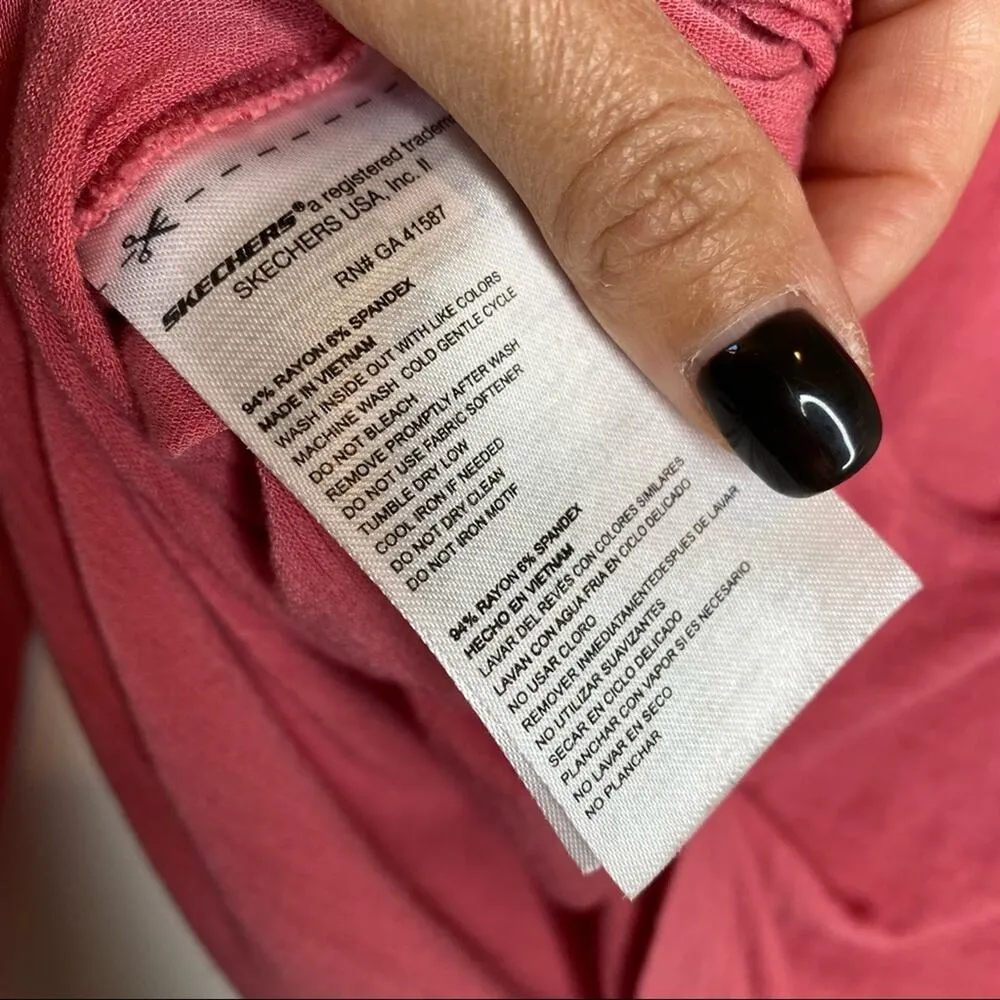 SKECHERS® a registered tradem
SKECHERS USA, Inc. II
RN# GA 41587
94% RAYON 6% SPANDEX
MADE IN VIETNAM
WASH INSIDE OUT WITH LIKE COLORS
MACHINE WASH COLD GENTLE CYCLE
DO NOT BLEACH
REMOVE PROMPTLY AFTER WASH
DO NOT USE FABRIC SOFTENER
TUMBLE DRY LOW
COOL IRON IF NEEDED
DO NOT DRY CLEAN
DO NOT IRON MOTIF
94% RAYON 6% SPANDEX
HECHO EN VIETNAM
LAVAR DEL REVÉS CON COLORES SIMILARES
LAVAN CON AGUA FRIA EN CICLO DELICADO
NO USAR CLORO
REMOVER INMEDIATAMENTEDESPUES DE LAVAR
NO UTILIZAR SUAVIZANTES
SECAR EN CICLO DELICADO
PLANCHAR CON VAPOR SI ES NECESARIO
NO LAVAR EN SECO
NO PLANCHAR